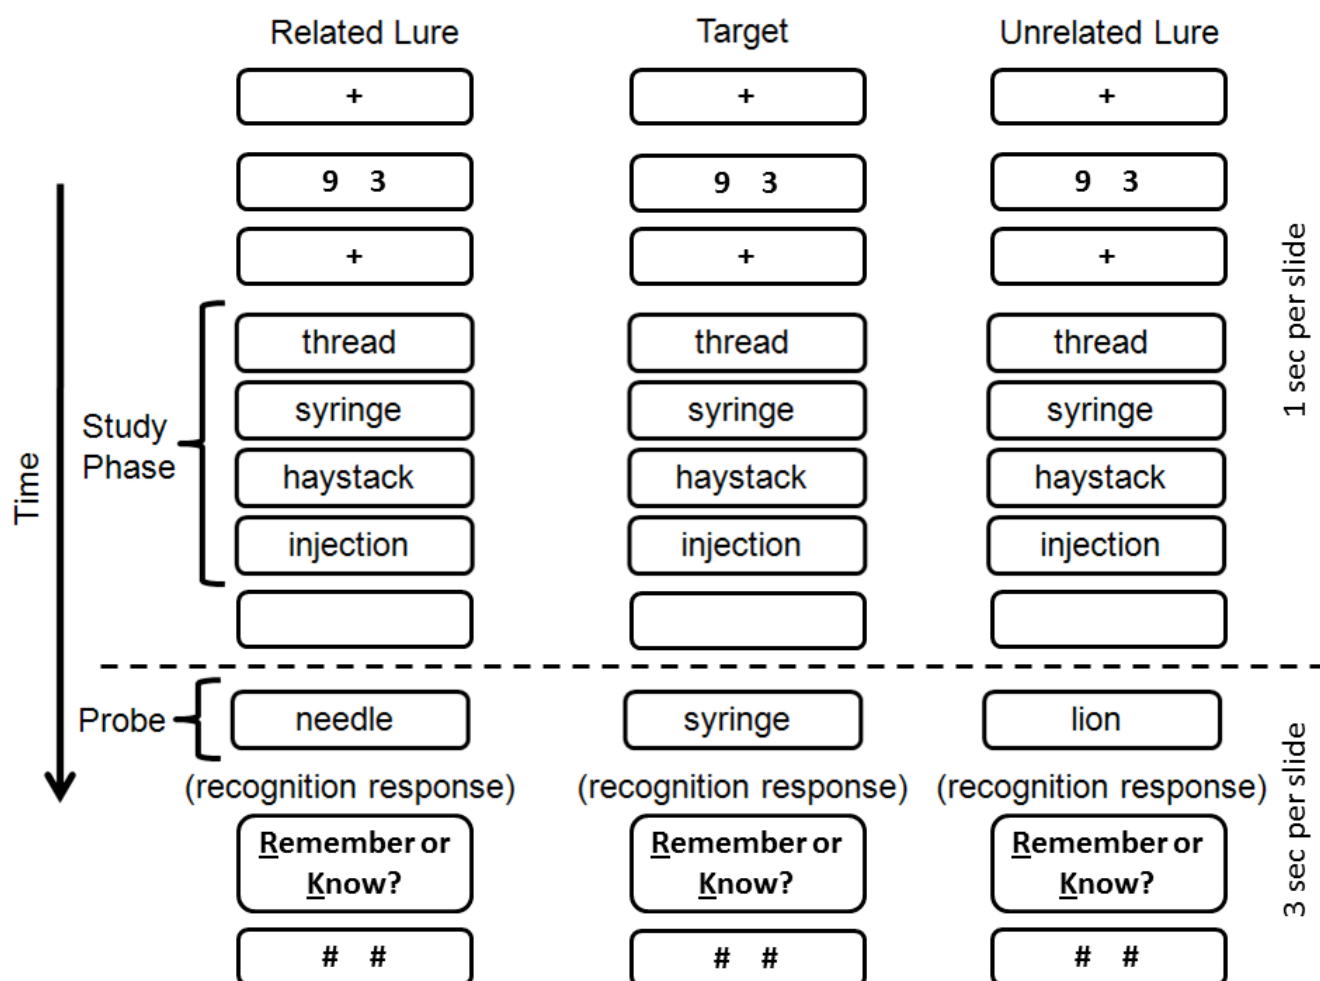 Related Lure Target Unrelated Lure
+ + +
9 3 9 3 9 3
+ + +
thread thread thread
syringe syringe syringe
haystack haystack haystack
injection injection injection
Study
Phase
Time
1 sec per slide
Probe needle syringe lion
(recognition response) (recognition response) (recognition response)
Remember or Remember or Remember or
Know? Know? Know?
# # # # # #
3 sec per slide